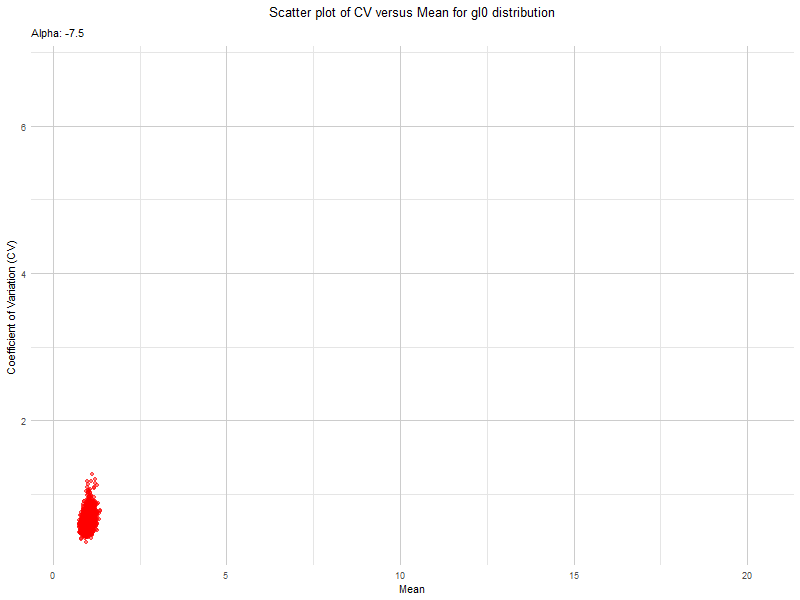 Scatter plot of CV versus Mean for gI0 distribution
Alpha: -7.5
6
4
2
Coefficient of Variation (CV)
0
5
10
15
20
Mean